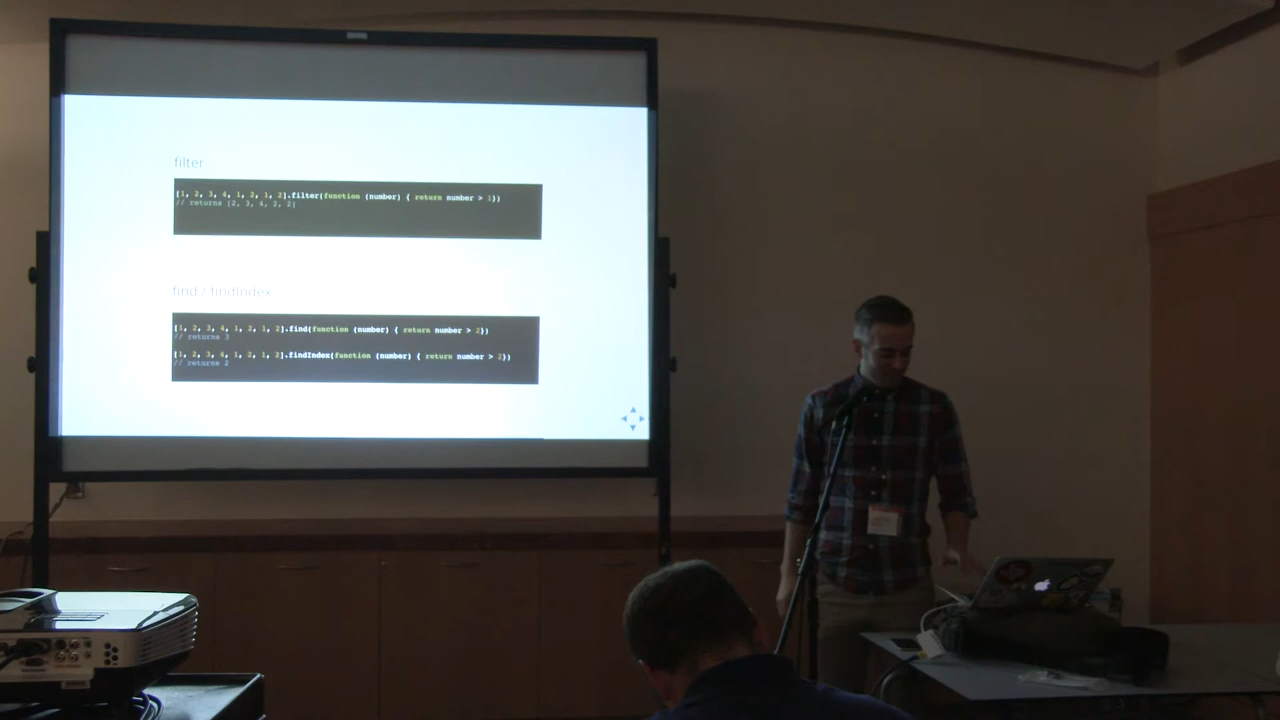 filter
[1, 2, 3, 4, 1, 2, 1, 2].filter(function (number) { return number > 1})
// returns [2, 3, 4, 2, 2]
find / findIndex
[1, 2, 3, 4, 1, 2, 1, 2].find(function (number) { return number > 2})
// returns 3
[1, 2, 3, 4, 1, 2, 1, 2].findIndex(function (number) { return number > 2})
// returns 2